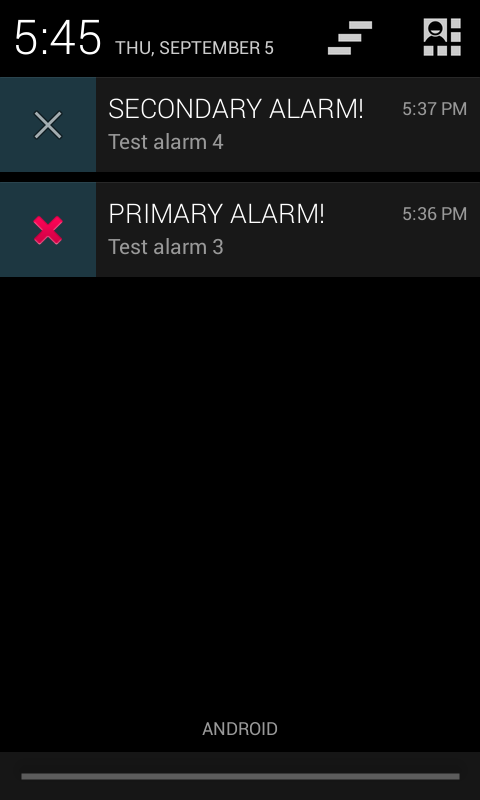 5:45 THU, SEPTEMBER 5
SECONDARY ALARM! 5:37 PM
Test alarm 4
PRIMARY ALARM! 5:36 PM
Test alarm 3
ANDROID